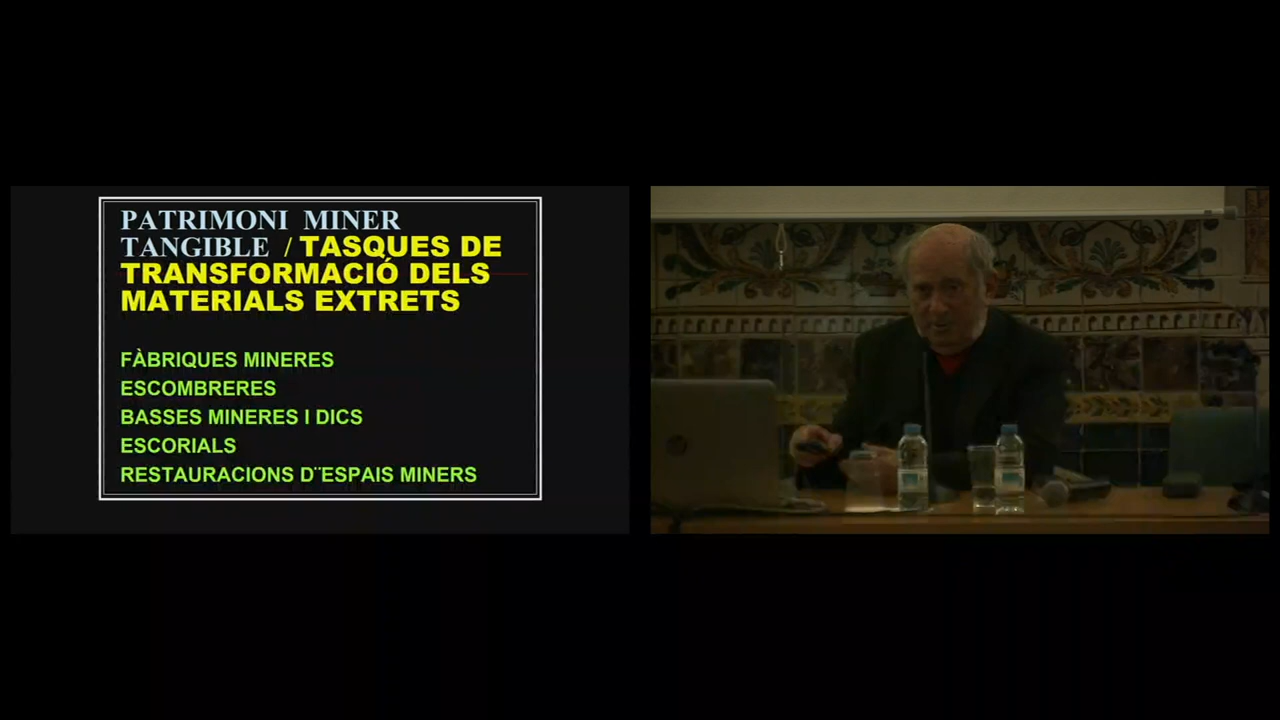 PATRIMONI MINER
TANGIBLE / TASQUES DE
TRANSFORMACIÓ DELS
MATERIALS EXTRETS
FÀBRIQUES MINERES
ESCOMBRERES
BASSES MINERES I DICS
ESCORIALS
RESTAURACIONS D¨ESPAIS MINERS